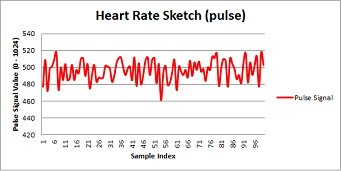 Heart Rate Sketch (pulse)
Pulse Signal Value (0 - 1024)
540
520
500
480
460
440
420
1 6 11 16 21 26 31 36 41 46 51 56 61 66 71 76 81 86 91 96
Sample Index
Pulse Signal